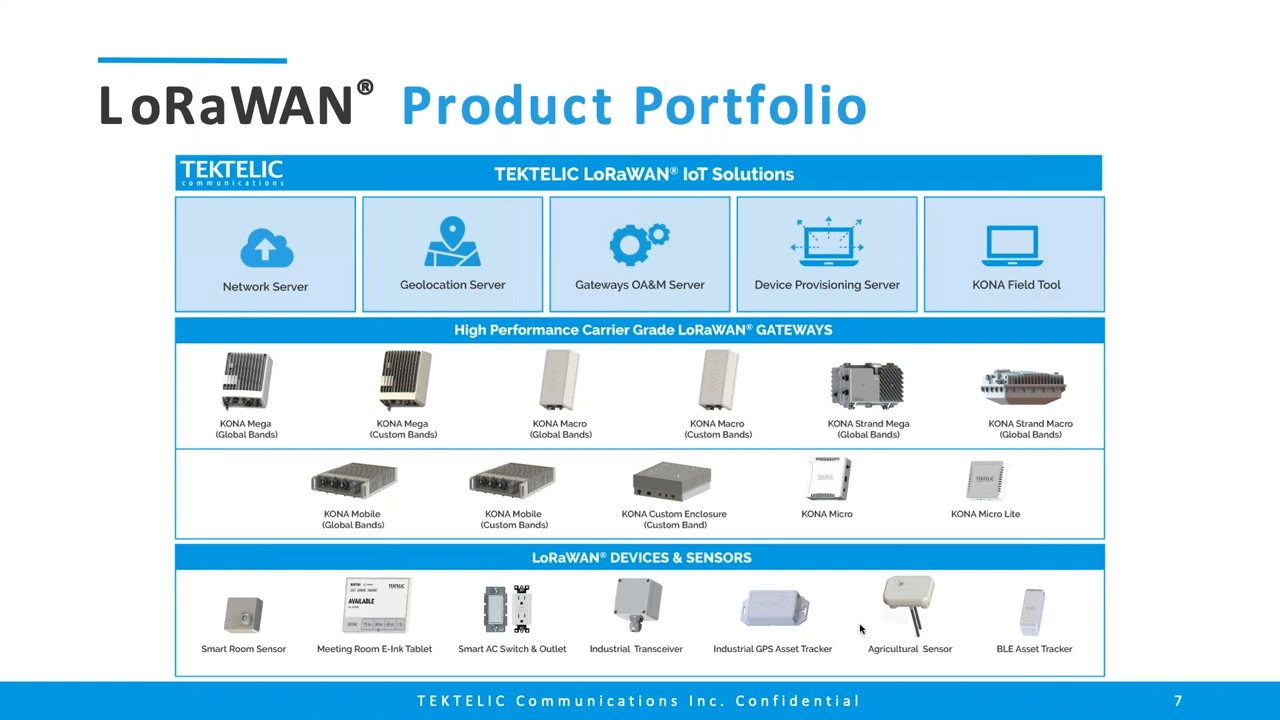 LoRaWAN® Product Portfolio
TEKTELIC
communications
TEKTELIC LoRaWAN® IoT Solutions
Network Server
Geolocation Server
Gateways OA&M Server
Device Provisioning Server
KONA Field Tool
High Performance Carrier Grade LoRaWAN® GATEWAYS
KONA Mega
(Global Bands)
KONA Mega
(Custom Bands)
KONA Macro
(Global Bands)
KONA Macro
(Custom Bands)
KONA Strand Mega
(Global Bands)
KONA Strand Macro
(Global Bands)
KONA Mobile
(Global Bands)
KONA Mobile
(Custom Bands)
KONA Custom Enclosure
(Custom Band)
KONA Micro
TEKTELIC
KONA Micro Lite
LoRaWAN® DEVICES & SENSORS
Smart Room Sensor
TEKTELIC
AVAILABLE
Meeting Room E-Ink Tablet
Smart AC Switch & Outlet
Industrial Transceiver
Industrial GPS Asset Tracker
Agricultural Sensor
BLE Asset Tracker
TEKTELIC Communications Inc. Confidential
7